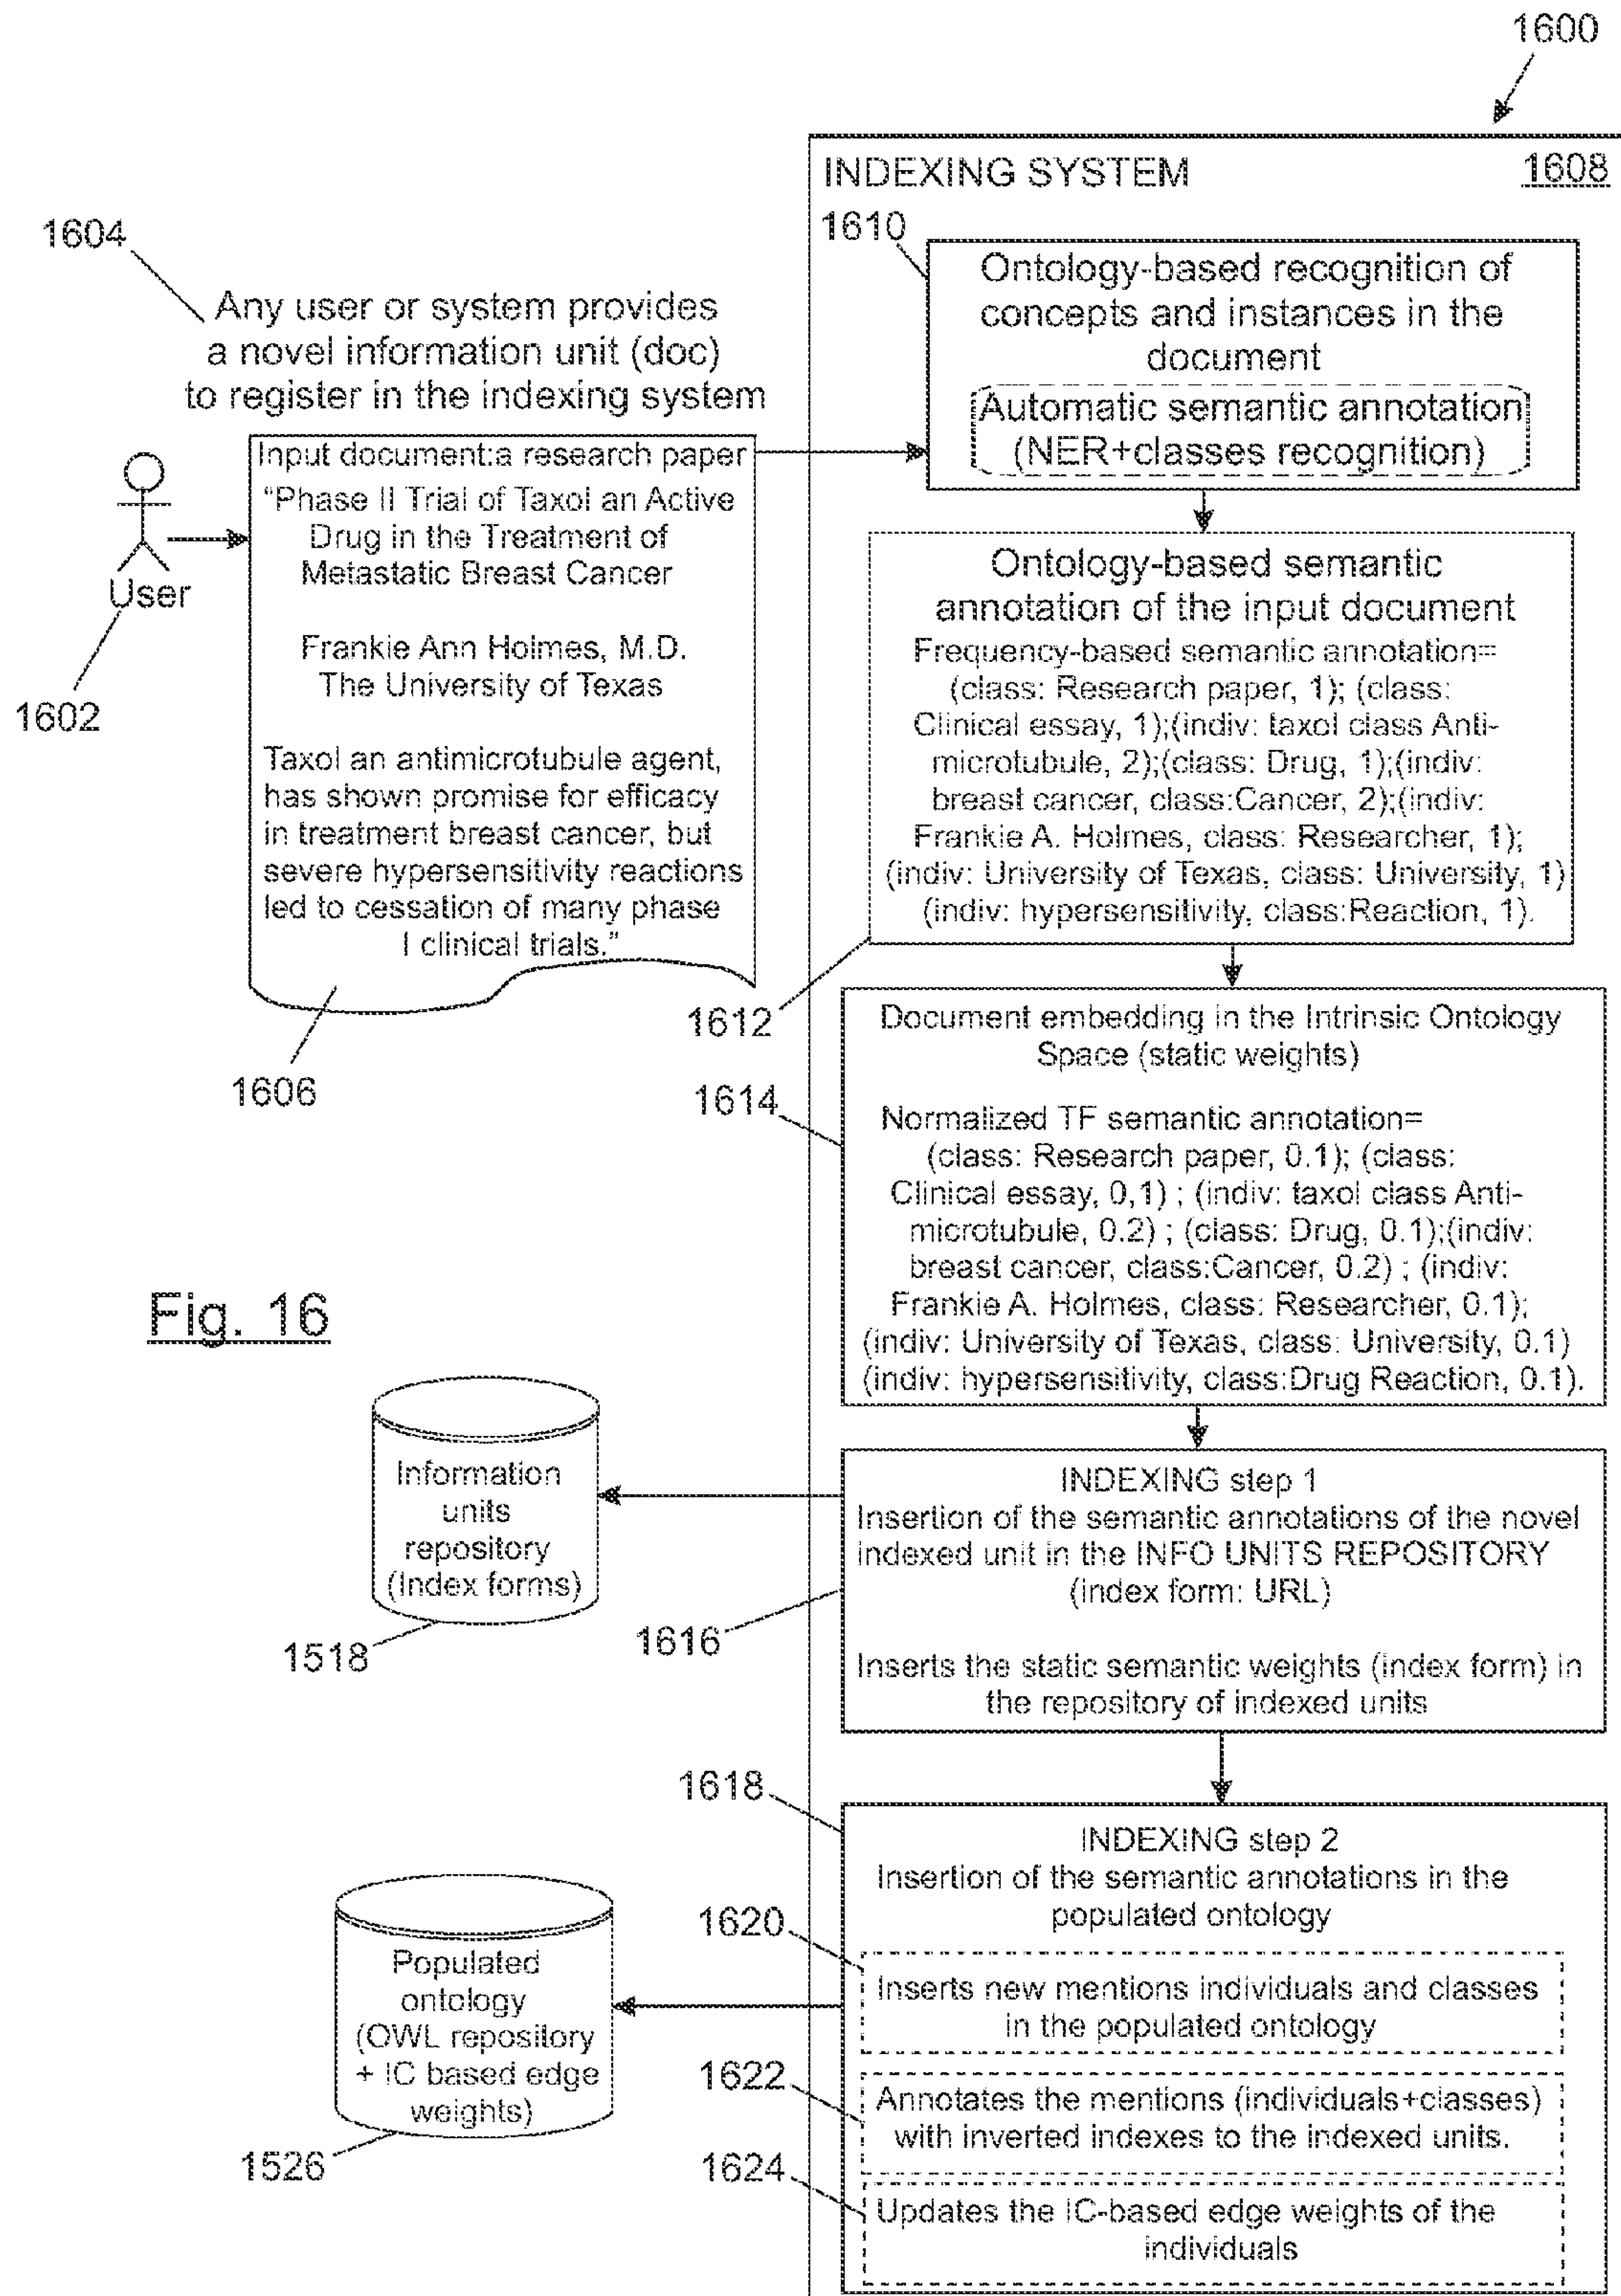 1600
INDEXING SYSTEM
1608
1604
Any user or system provides
a novel information unit (doc)
to register in the indexing system
1610
Ontology-based recognition of
concepts and instances in the
document
Automatic semantic annotation
(NER+classes recognition)
User
1602
Input document:a research paper
“Phase II Trial of Taxol an Active
Drug in the Treatment of
Metastatic Breast Cancer
Frankie Ann Holmes, M.D.
The University of Texas
Taxol an antimicrotubule agent,
has shown promise for efficacy
in treatment breast cancer, but
severe hypersensitivity reactions
led to cessation of many phase
I clinical trials.”
1606
Ontology-based semantic
annotation of the input document
Frequency-based semantic annotation=
(class: Research paper, 1); (class:
Clinical essay, 1);(indiv: taxol class Anti-
microtubule, 2);(class: Drug, 1);(indiv:
breast cancer, class:Cancer, 2);(indiv:
Frankie A. Holmes, class: Researcher, 1);
(indiv: University of Texas, class: University, 1)
(indiv: hypersensitivity, class:Reaction, 1).
1612
Document embedding in the Intrinsic Ontology
Space (static weights)
1614
Normalized TF semantic annotation=
(class: Research paper, 0.1); (class:
Clinical essay, 0,1) ; (indiv: taxol class Anti-
microtubule, 0.2) ; (class: Drug, 0.1);(indiv:
breast cancer, class:Cancer, 0.2) ; (indiv:
Frankie A. Holmes, class: Researcher, 0.1);
(indiv: University of Texas, class: University, 0.1)
(indiv: hypersensitivity, class:Drug Reaction, 0.1).
Fig. 16
Information
units
repository
(Index forms)
1518
INDEXING step 1
Insertion of the semantic annotations of the novel
indexed unit in the INFO UNITS REPOSITORY
(index form: URL)
1616
Inserts the static semantic weights (index form) in
the repository of indexed units
1618
INDEXING step 2
Insertion of the semantic annotations in the
populated ontology
1620
Inserts new mentions individuals and classes
in the populated ontology
Populated
ontology
(OWL repository
+ IC based edge
weights)
1526
1622
Annotates the mentions (individuals+classes)
with inverted indexes to the indexed units.
1624
Updates the IC-based edge weights of the
individuals